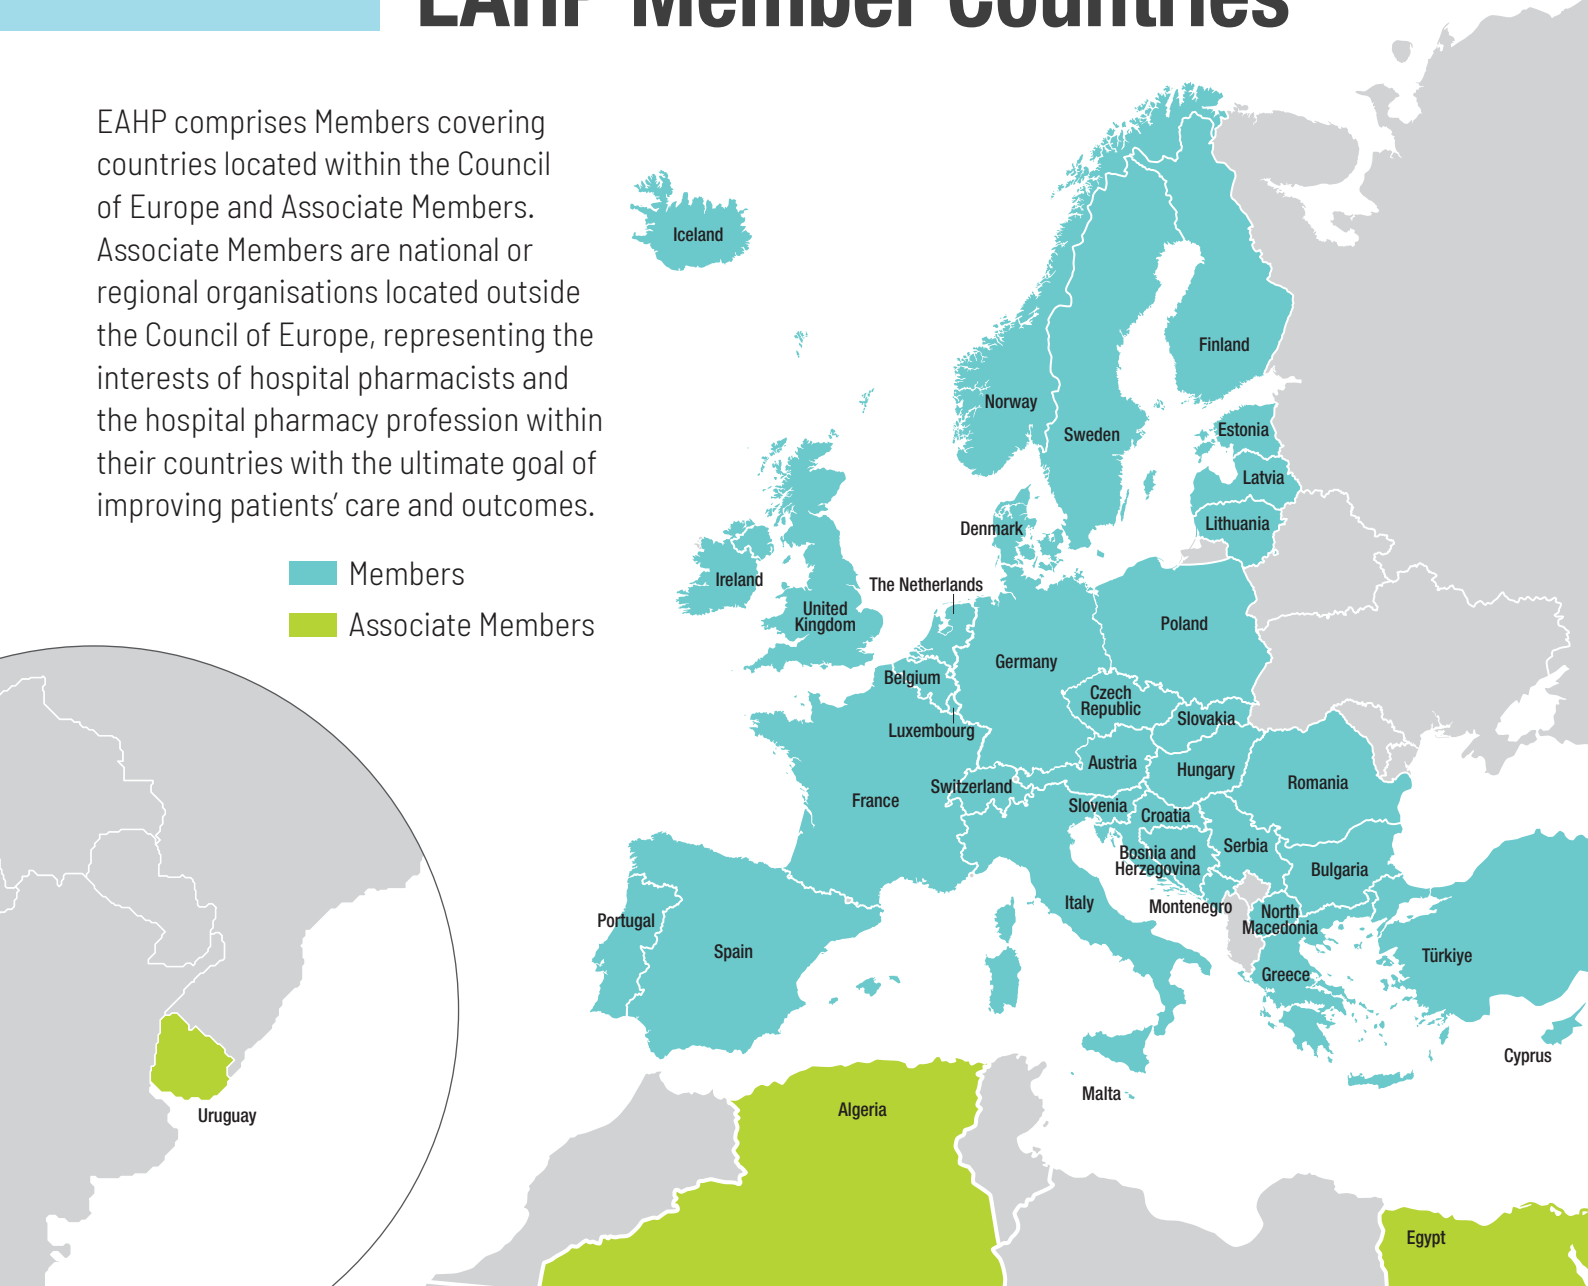 EAHP Member Countries
EAHP comprises Members covering
countries located within the Council
of Europe and Associate Members.
Associate Members are national or
regional organisations located outside
the Council of Europe, representing the
interests of hospital pharmacists and
the hospital pharmacy profession within
their countries with the ultimate goal of
improving patients’ care and outcomes.
Members
Associate Members
Iceland
Finland
Norway
Sweden
Estonia
Latvia
Lithuania
Denmark
Ireland
The Netherlands
United
Kingdom
Poland
Germany
Belgium
Czech
Republic
Slovakia
Luxembourg
Austria
Hungary
Romania
Switzerland
France
Slovenia
Croatia
Serbia
Bosnia and
Herzegovina
Bulgaria
Italy
Montenegro
North
Macedonia
Portugal
Spain
Türkiye
Greece
Cyprus
Malta
Algeria
Uruguay
Egypt